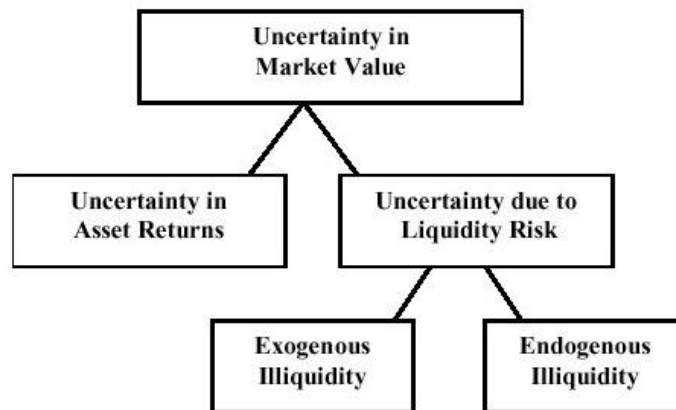 Uncertainty in
Market Value
Uncertainty in
Asset Returns
Uncertainty due to
Liquidity Risk
Exogenous
Illiquidity
Endogenous
Illiquidity